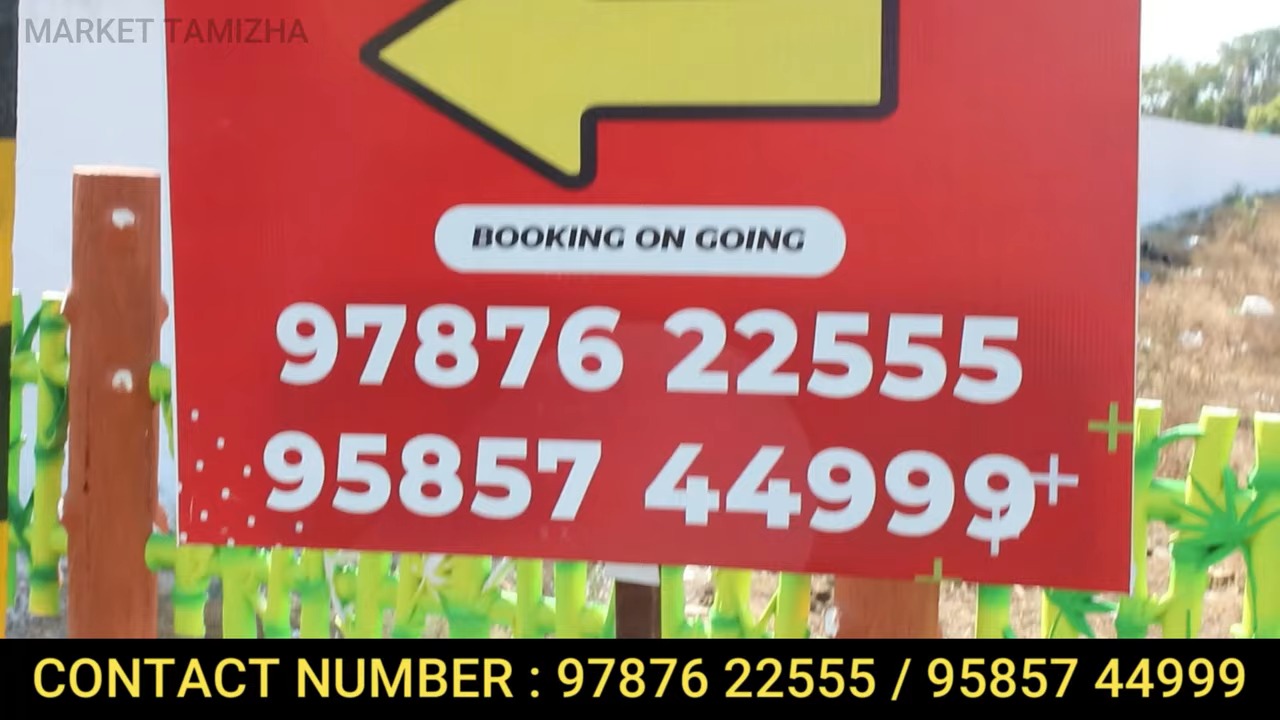 MARKET TAMIZHA
BOOKING ON GOING
97876 22555
95857 44999
CONTACT NUMBER : 97876 22555 / 95857 44999